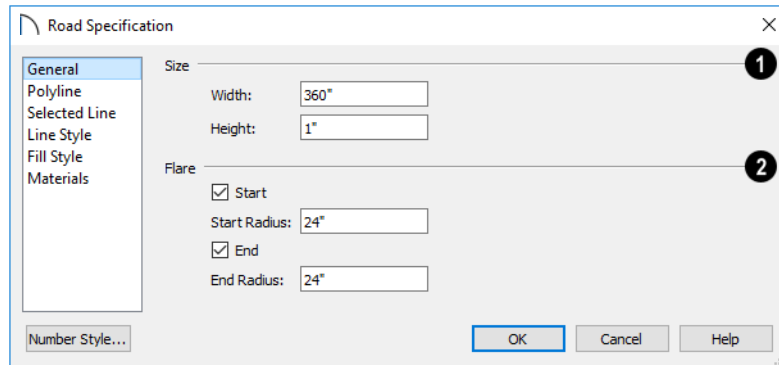 Road Specification
General
Polyline
Selected Line
Line Style
Fill Style
Materials
Size
1
Width: 360"
Height: 1"
Flare
2
Start
Start Radius: 24"
End
End Radius: 24"
Number Style...
OK
Cancel
Help